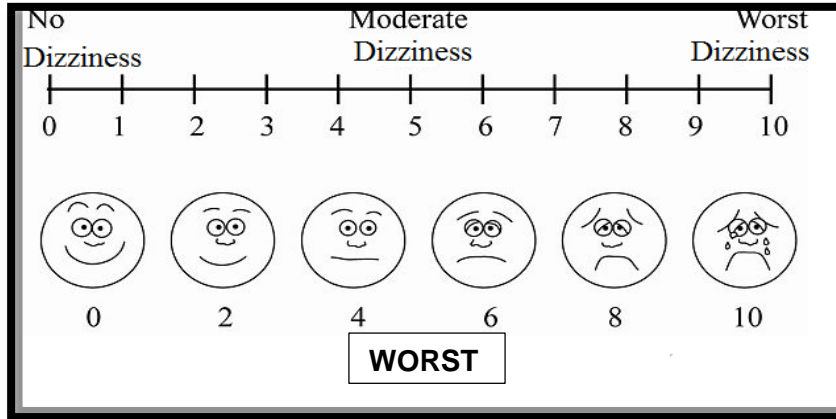 No Moderate Worst
Dizziness Dizziness Dizziness
0 1 2 3 4 5 6 7 8 9 10
0 2 4 6 8 10
WORST